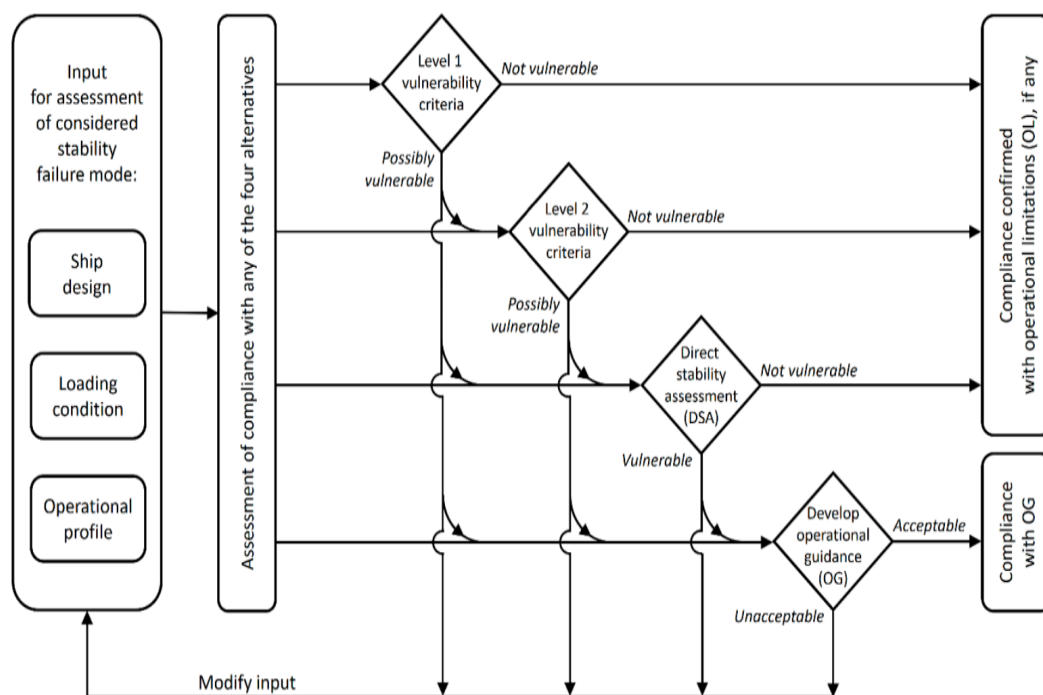 Input
for assessment
of considered
stability
failure mode:
Ship
design
Loading
condition
Operational
profile
Assessment of compliance with any of the four alternatives
Level 1
vulnerability
criteria
Not vulnerable
Possibly
vulnerable
Level 2
vulnerability
criteria
Not vulnerable
Possibly
vulnerable
Direct
stability
assessment
(DSA)
Not vulnerable
Vulnerable
Develop
operational
guidance
(OG)
Acceptable
Unacceptable
Compliance confirmed
with operational limitations (OL), if any
Compliance
with OG
Modify input